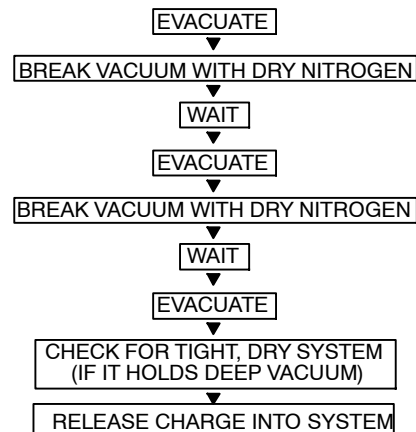 EVACUATE
BREAK VACUUM WITH DRY NITROGEN
WAIT
EVACUATE
BREAK VACUUM WITH DRY NITROGEN
WAIT
EVACUATE
CHECK FOR TIGHT, DRY SYSTEM
(IF IT HOLDS DEEP VACUUM)
RELEASE CHARGE INTO SYSTEM